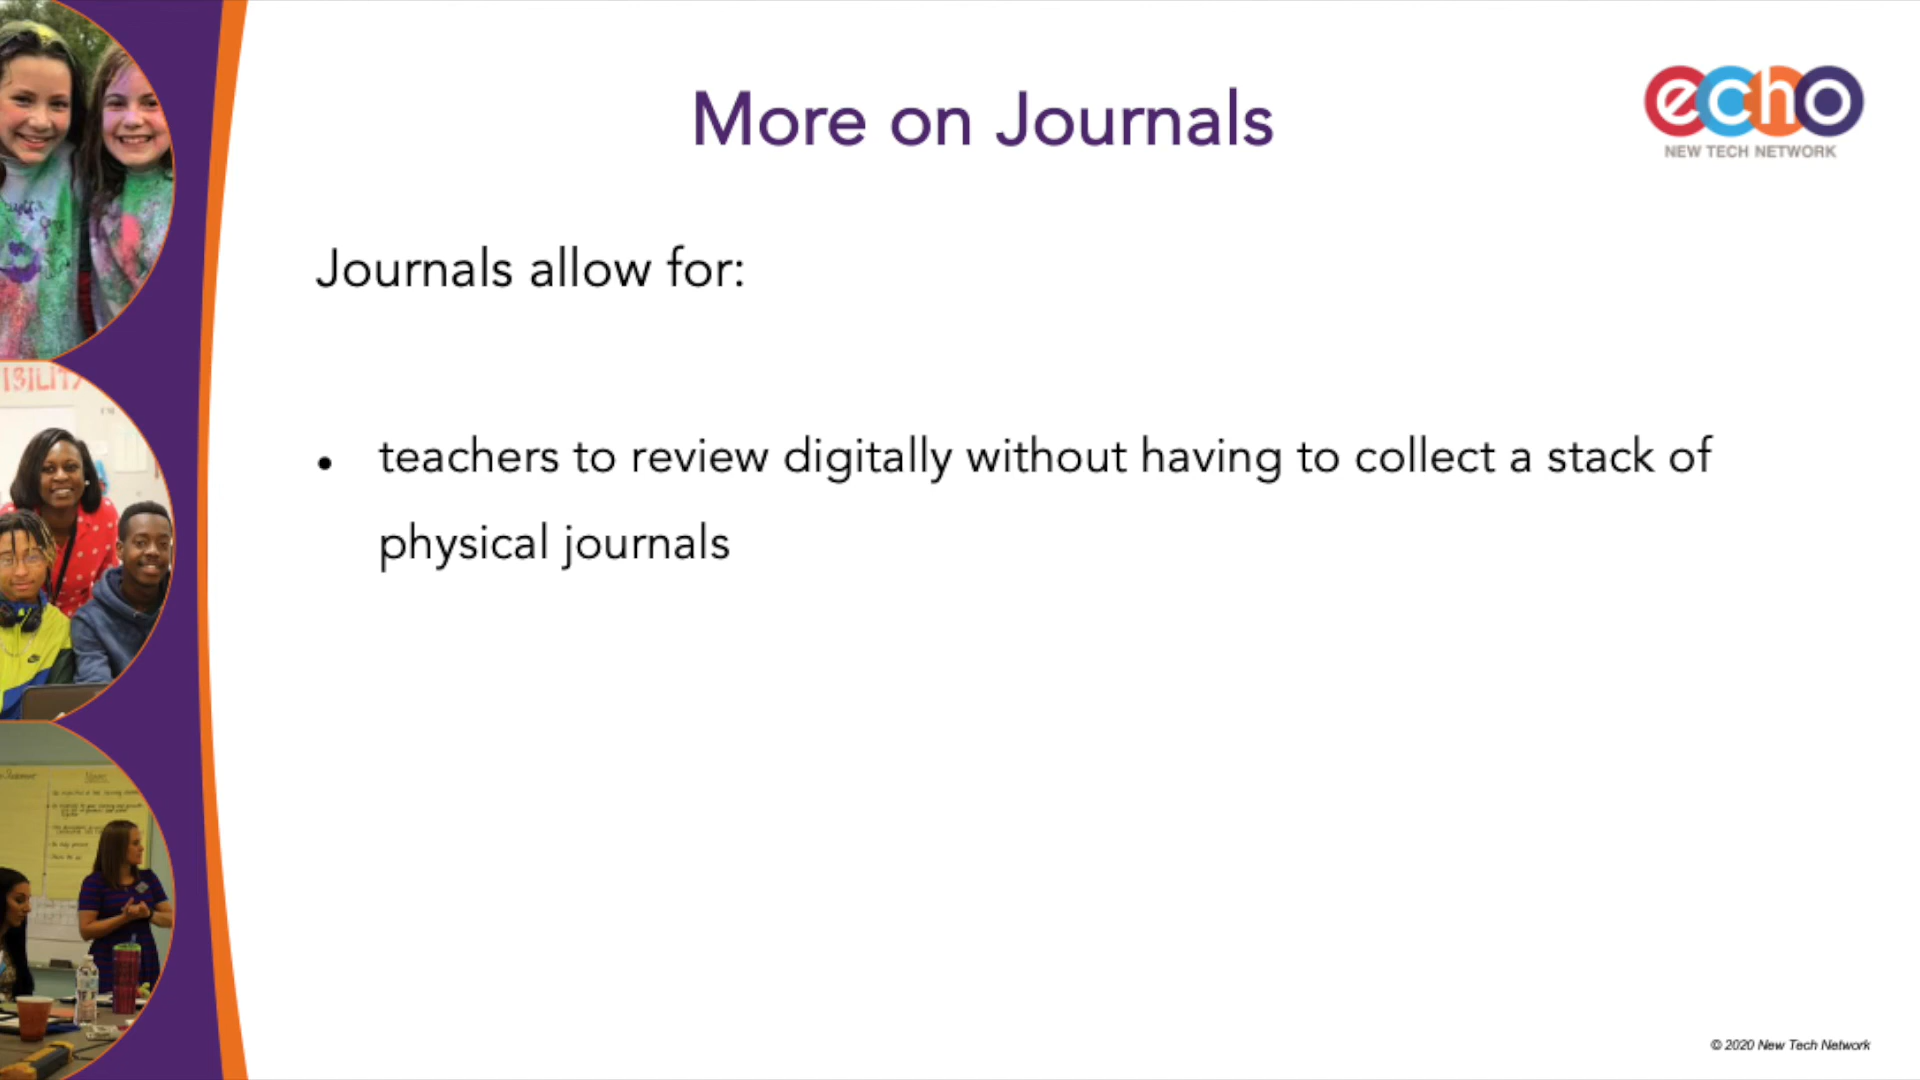 More on Journals
echo
NEW TECH NETWORK
Journals allow for:
• teachers to review digitally without having to collect a stack of
physical journals
© 2020 New Tech Network